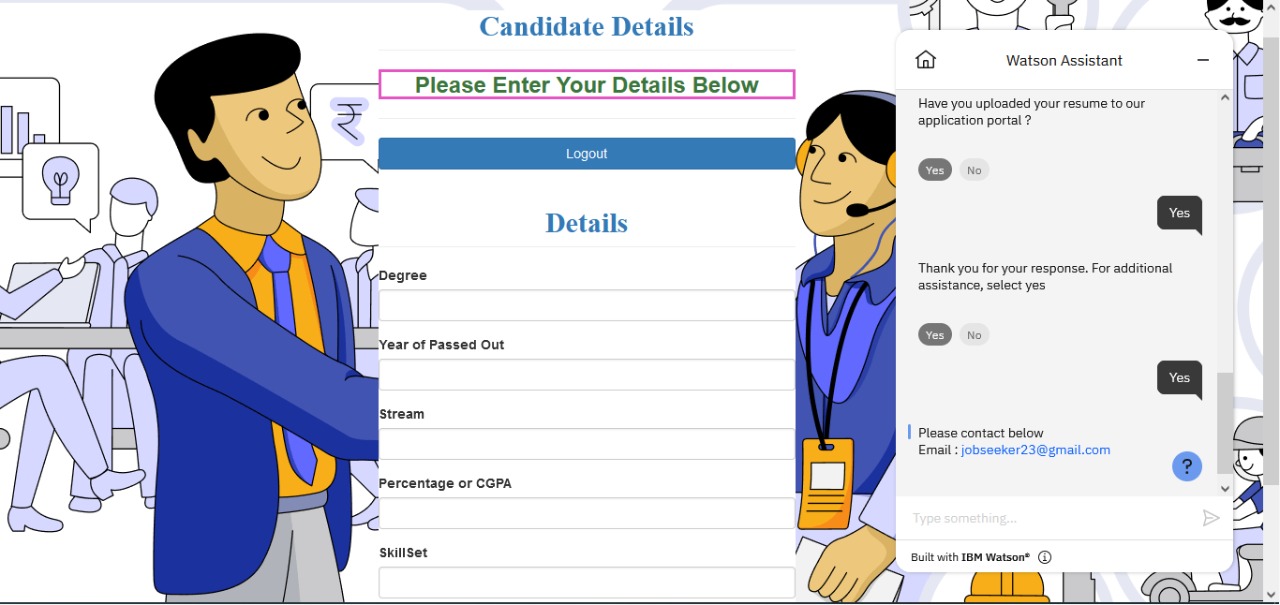 Candidate Details
Please Enter Your Details Below
Logout
Details
Degree
Year of Passed Out
Stream
Percentage or CGPA
SkillSet
₹
Watson Assistant
Have you uploaded your resume to our
application portal ?
Yes No
Yes
Thank you for your response. For additional
assistance, select yes
Yes No
Yes
Please contact below
Email : jobseeker23@gmail.com
?
Type something...
Built with IBM Watson®